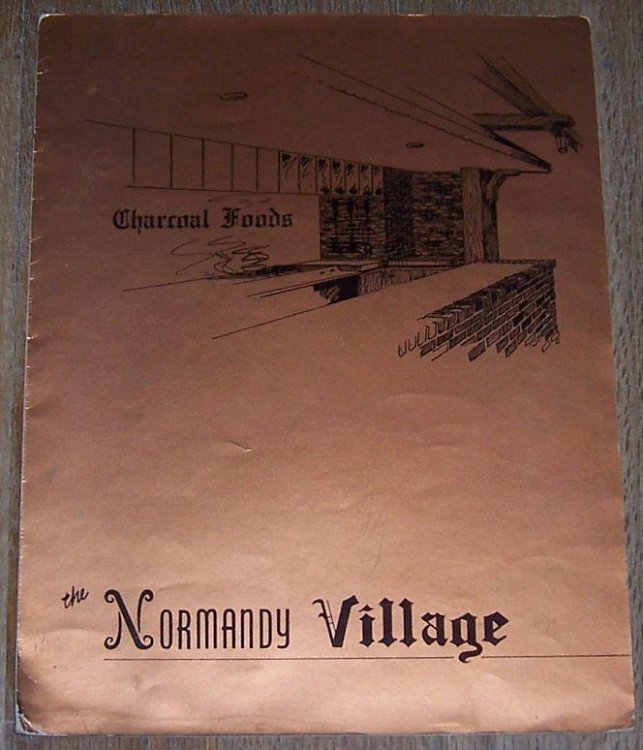 Charcoal Foods
the NORMANDY Village